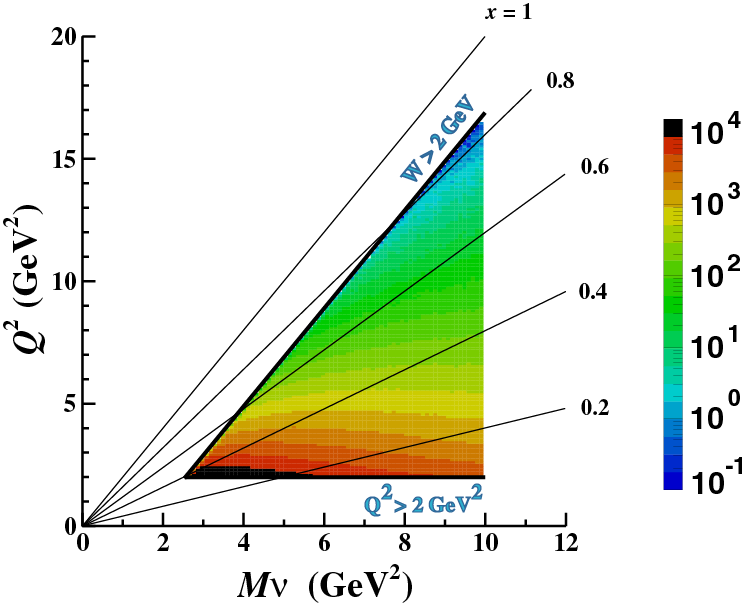 x = 1
20
0.8
W > 2 GeV
10⁴
15
0.6
10³
Q² (GeV²)
10
0.4
10²
10¹
5
0.2
10⁰
Q² > 2 GeV²
10⁻¹
0
0 2 4 6 8 10 12
Mν (GeV²)